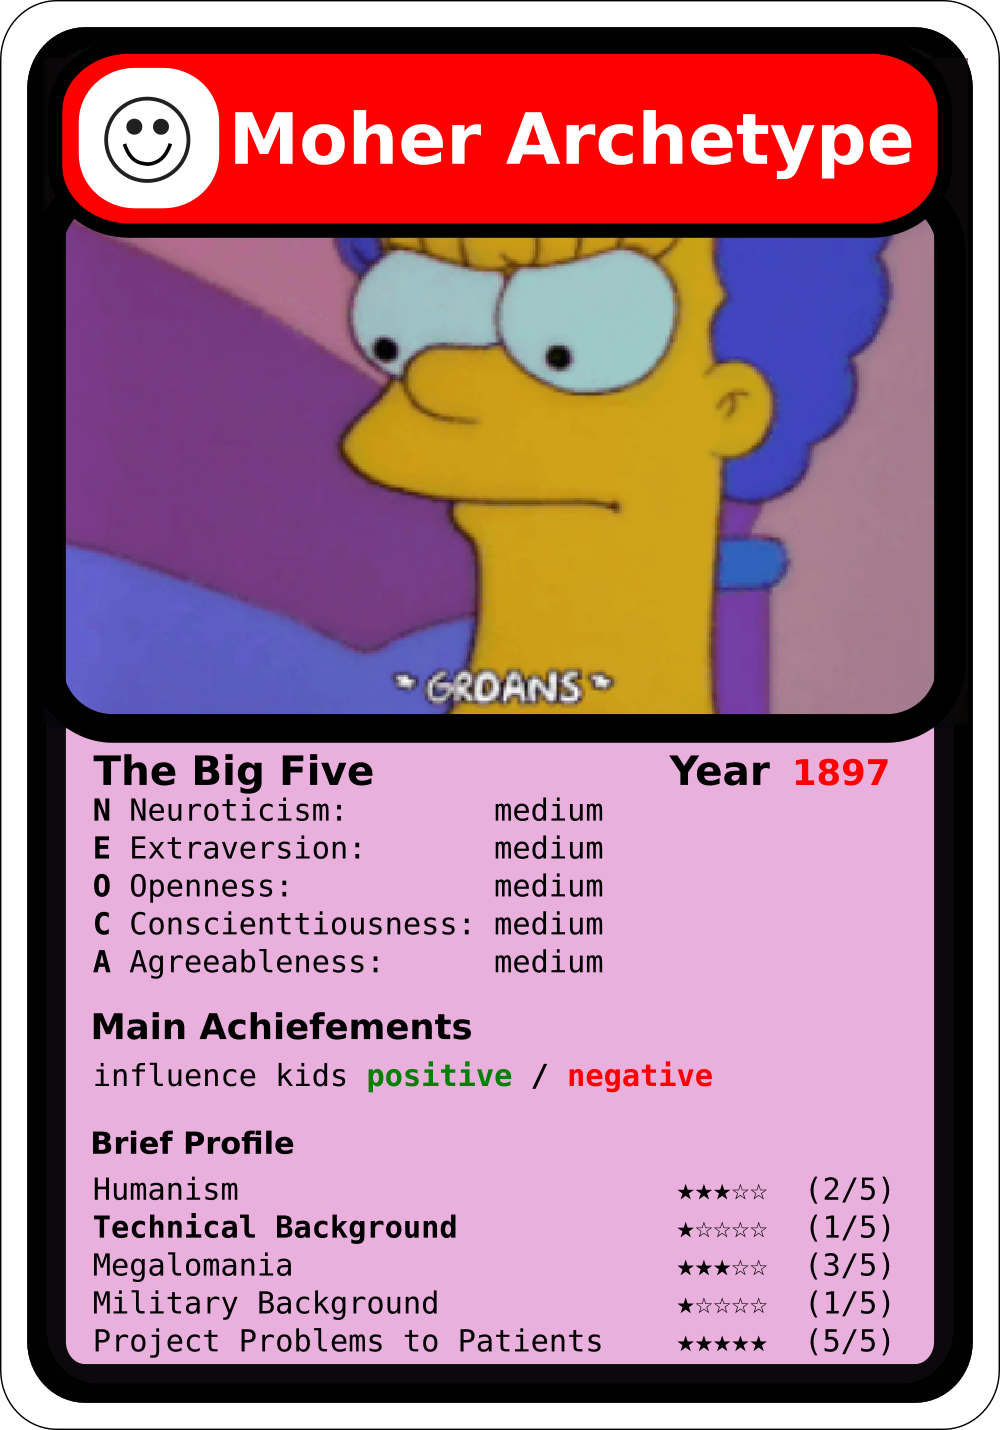 Moher Archetype
* GROANS *
The Big Five Year 1897
N Neuroticism: medium
E Extraversion: medium
O Openness: medium
C Conscienttiousness: medium
A Agreeableness: medium
Main Achiefements
influence kids positive / negative
Brief Profile
Humanism ★★★☆☆ (2/5)
Technical Background ★☆☆☆☆ (1/5)
Megalomania ★★★☆☆ (3/5)
Military Background ★☆☆☆☆ (1/5)
Project Problems to Patients ★★★★★ (5/5)